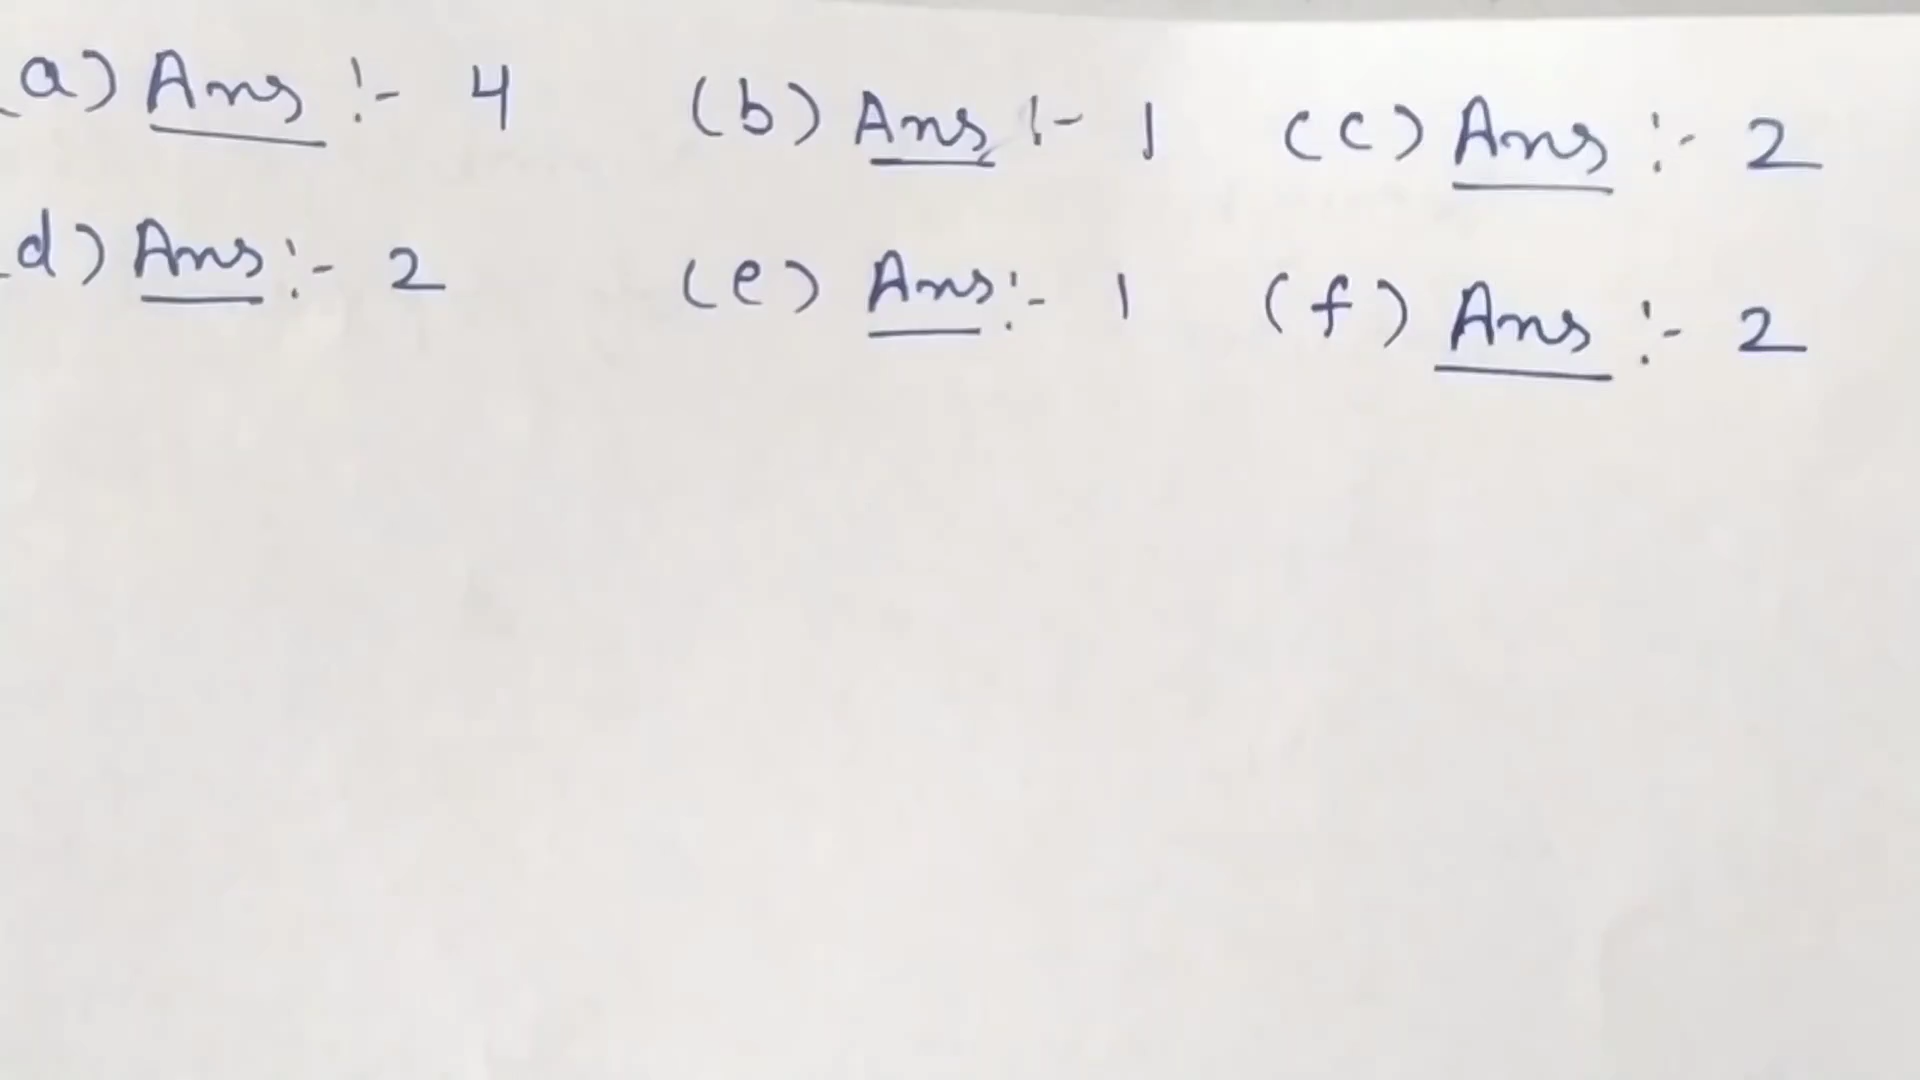 (a) Ans :- 4 (b) Ans :- 1 (c) Ans :- 2
(d) Ans :- 2 (e) Ans :- 1 (f) Ans :- 2